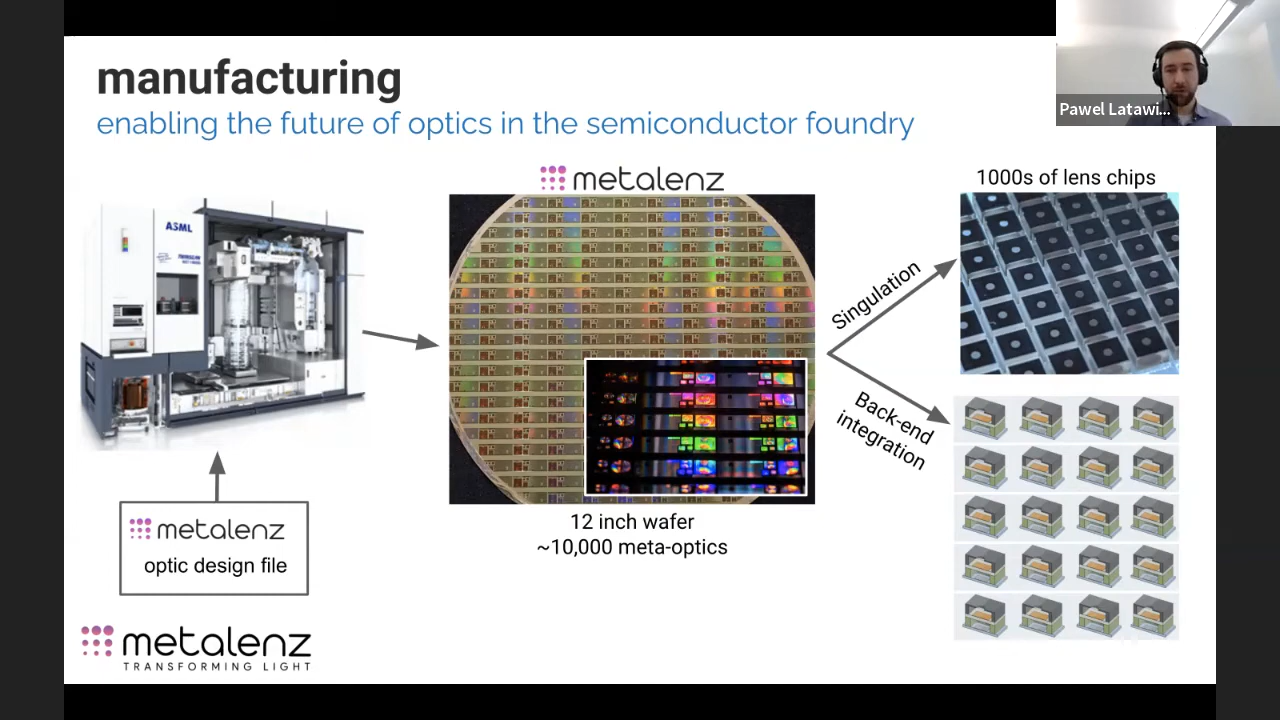 manufacturing
enabling the future of optics in the semiconductor foundry
Pawel Latawi...
metalenz
1000s of lens chips
ASML
Singulation
Back-end
integration
12 inch wafer
~10,000 meta-optics
metalenz
optic design file
metalenz
TRANSFORMING LIGHT